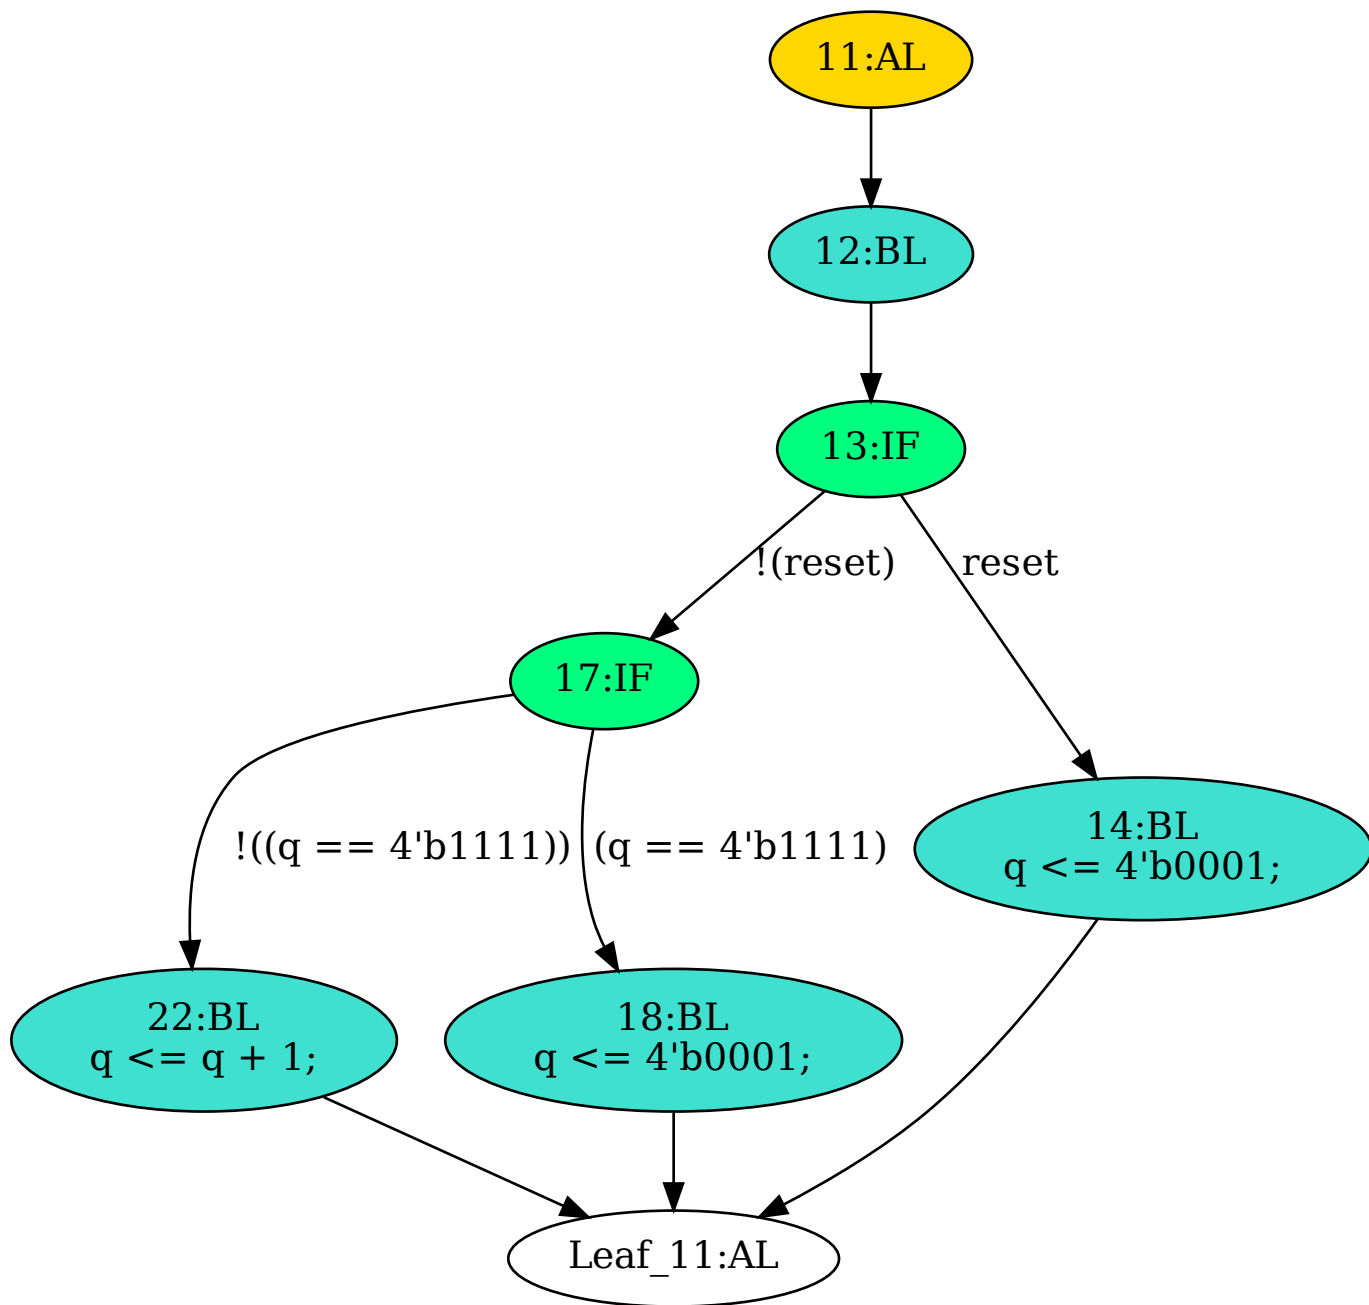 11:AL
12:BL
13:IF
!(reset)
reset
17:IF
!((q == 4'b1111))
(q == 4'b1111)
14:BL
q <= 4'b0001;
22:BL
q <= q + 1;
18:BL
q <= 4'b0001;
Leaf_11:AL